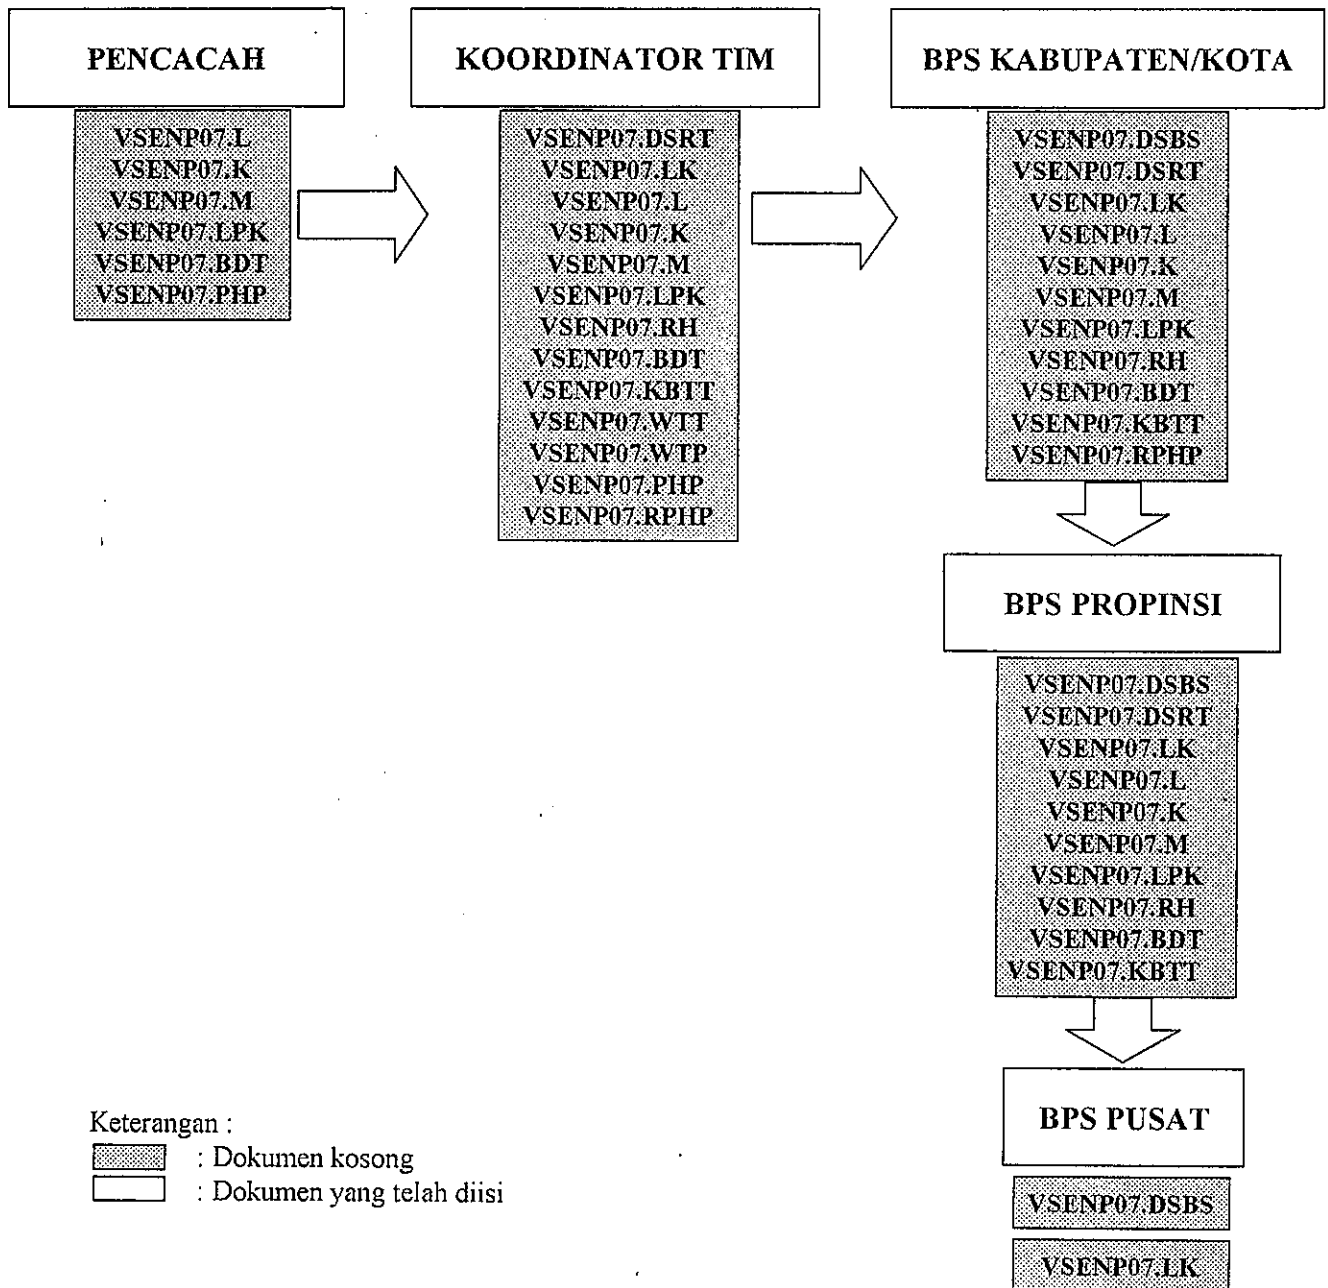 PENCACAH
VSENP07.L
VSENP07.K
VSENP07.M
VSENP07.LPK
VSENP07.BDT
VSENP07.PHP
KOORDINATOR TIM
VSENP07.DSRT
VSENP07.LK
VSENP07.L
VSENP07.K
VSENP07.M
VSENP07.LPK
VSENP07.RH
VSENP07.BDT
VSENP07.KBTT
VSENP07.WTT
VSENP07.WTP
VSENP07.PHP
VSENP07.RPHP
BPS KABUPATEN/KOTA
VSENP07.DSBS
VSENP07.DSRT
VSENP07.LK
VSENP07.L
VSENP07.K
VSENP07.M
VSENP07.LPK
VSENP07.RH
VSENP07.BDT
VSENP07.KBTT
VSENP07.RPHP
BPS PROPINSI
VSENP07.DSBS
VSENP07.DSRT
VSENP07.LK
VSENP07.L
VSENP07.K
VSENP07.M
VSENP07.LPK
VSENP07.RH
VSENP07.BDT
VSENP07.KBTT
BPS PUSAT
VSENP07.DSBS
VSENP07.LK
Keterangan :
: Dokumen kosong
: Dokumen yang telah diisi